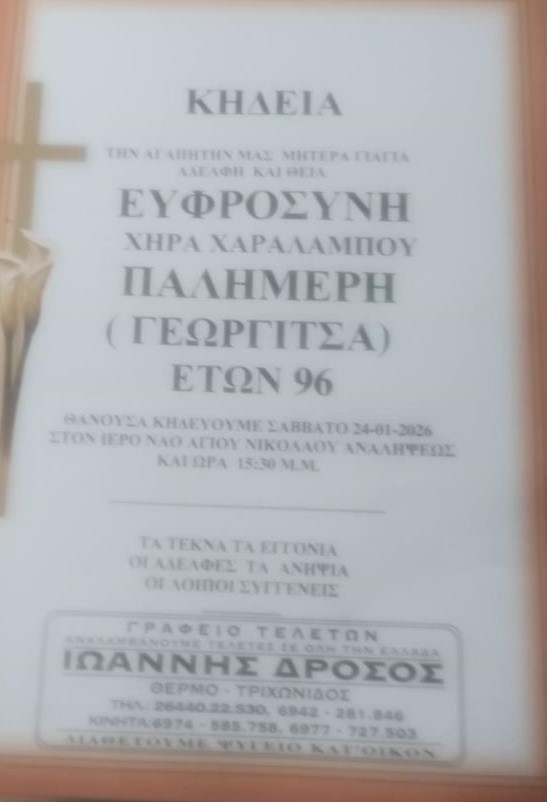 ΚΗΔΕΙΑ
ΤΗΝ ΑΓΑΠΗΤΗΝ ΜΑΣ ΜΗΤΕΡΑ ΓΙΑΓΙΑ
ΑΔΕΛΦΗ ΚΑΙ ΘΕΙΑ
ΕΥΦΡΟΣΥΝΗ
ΧΗΡΑ ΧΑΡΑΛΑΜΠΟΥ
ΠΑΛΗΜΕΡΗ
( ΓΕΩΡΓΙΤΣΑ)
ΕΤΩΝ 96
ΘΑΝΟΥΣΑ ΚΗΔΕΥΟΥΜΕ ΣΑΒΒΑΤΟ 24-01-2026
ΣΤΟΝ ΙΕΡΟ ΝΑΟ ΑΓΙΟΥ ΝΙΚΟΛΑΟΥ ΑΝΑΛΗΨΕΩΣ
ΚΑΙ ΩΡΑ 15:30 Μ.Μ.
ΤΑ ΤΕΚΝΑ ΤΑ ΕΓΓΟΝΙΑ
ΟΙ ΑΔΕΛΦΕΣ ΤΑ ΑΝΗΨΙΑ
ΟΙ ΛΟΙΠΟΙ ΣΥΓΓΕΝΕΙΣ
ΓΡΑΦΕΙΟ ΤΕΛΕΤΩΝ
ΑΝΑΛΑΜΒΑΝΟΥΜΕ ΤΕΛΕΤΕΣ ΣΕ ΟΛΗ ΤΗΝ ΕΛΛΑΔΑ
ΙΩΑΝΝΗΣ ΔΡΟΣΟΣ
ΘΕΡΜΟ - ΤΡΙΧΩΝΙΔΟΣ
ΤΗΛ.: 26440.22.530, 6942 - 281.846
ΚΙΝΗΤΑ:6974 - 585.758, 6977 - 727.503
ΔΙΑΘΕΤΟΥΜΕ ΨΥΓΕΙΟ ΚΑΤ' ΟΙΚΟΝ